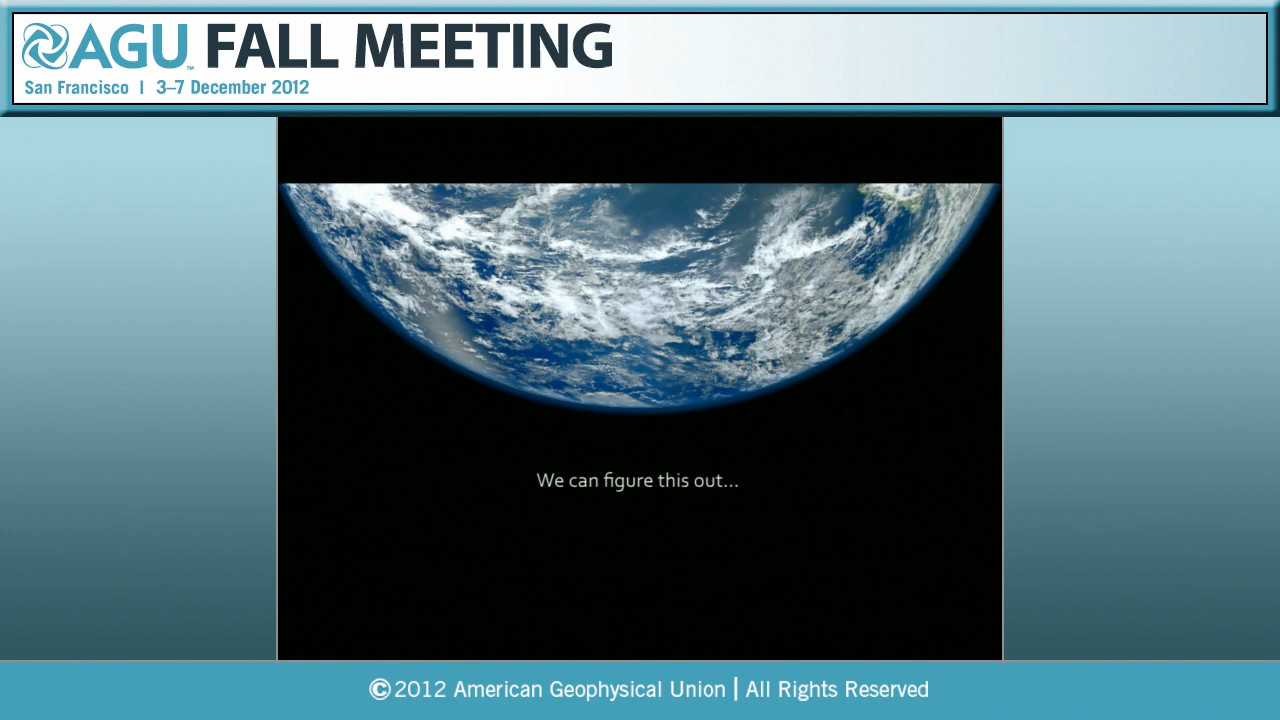 AGU™ FALL MEETING
San Francisco | 3–7 December 2012
We can figure this out...
©2012 American Geophysical Union | All Rights Reserved